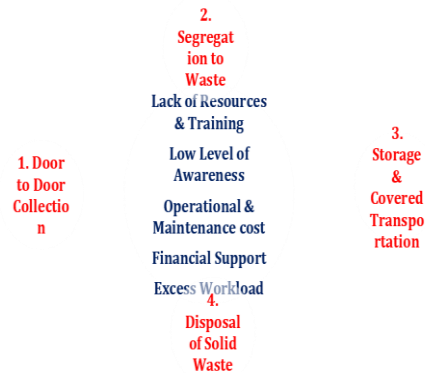 2.
Segregat
ion to
Waste
Lack of Resources
& Training
Low Level of
Awareness
Operational &
Maintenance cost
Financial Support
Excess Workload
1. Door
to Door
Collectio
n
3.
Storage
&
Covered
Transpo
rtation
4.
Disposal
of Solid
Waste